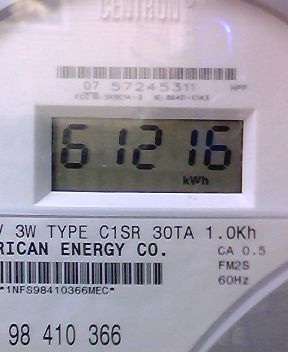 CENTRON
07 57245311 HPP
61216
kWh
V 3W TYPE C1SR 30TA 1.0Kh
RICAN ENERGY CO. CA 0.5
FM2S
*1NFS98410366MEC* 60Hz
98 410 366